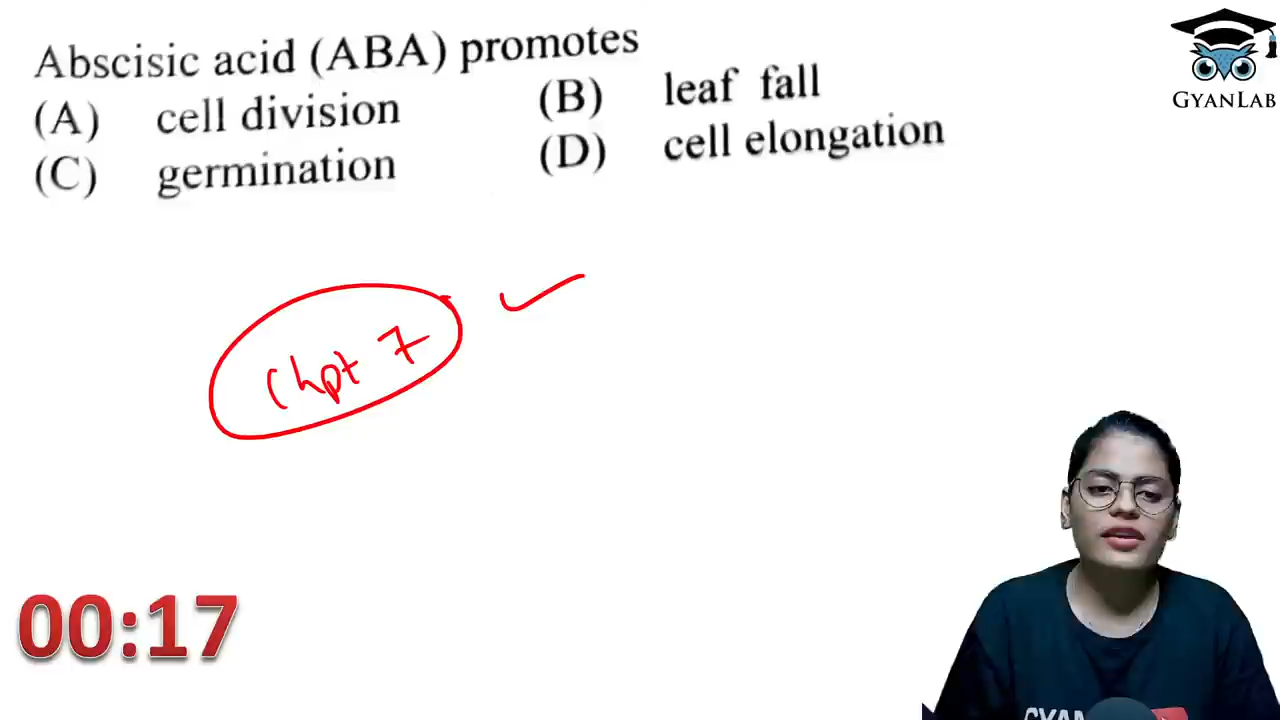 Abscisic acid (ABA) promotes
(A) cell division (B) leaf fall
(C) germination (D) cell elongation
GYANLAB
Chpt 7
00:17